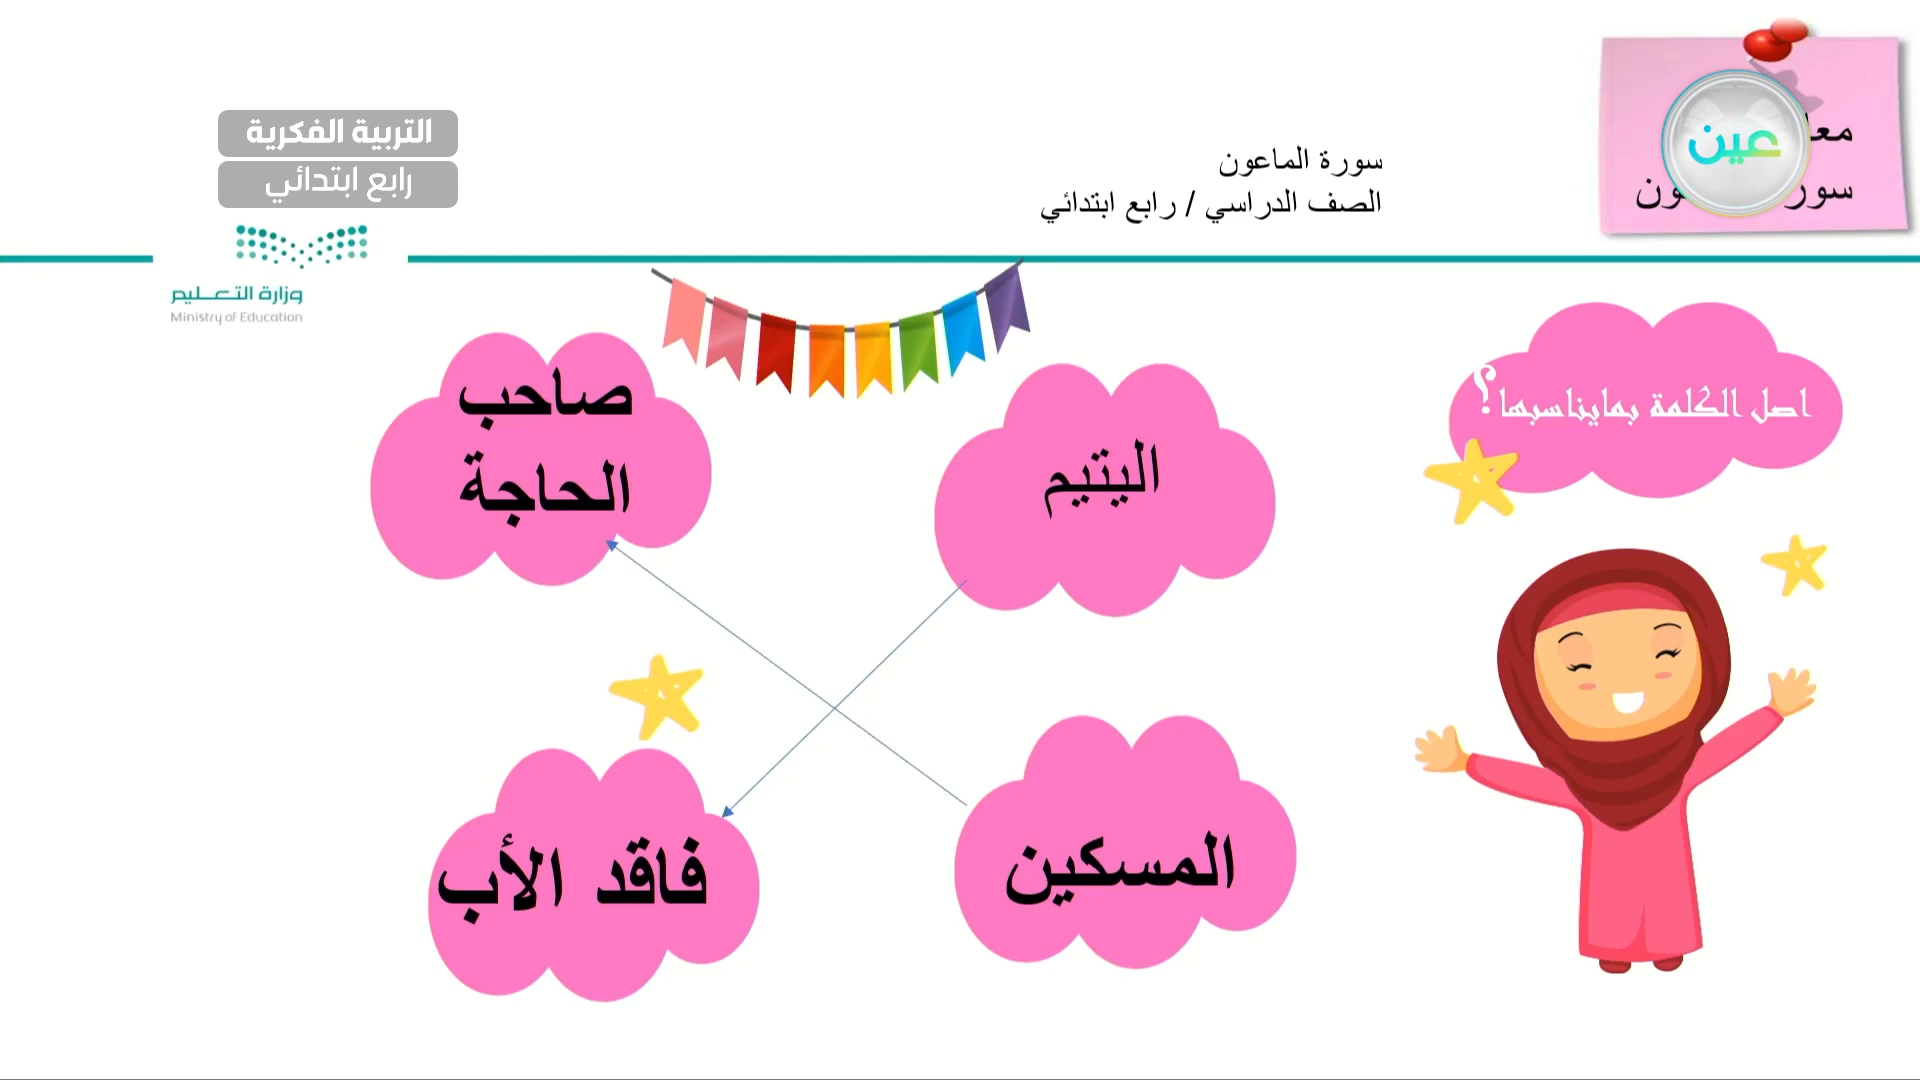 عين
التربية الفكرية
رابع ابتدائي
سورة الماعون
الصف الدراسي / رابع ابتدائي
وزارة التعليم
Ministry of Education
اصل الكلمة بمايناسبها؟
اليتيم
صاحب
الحاجة
المسكين
فاقد الأب